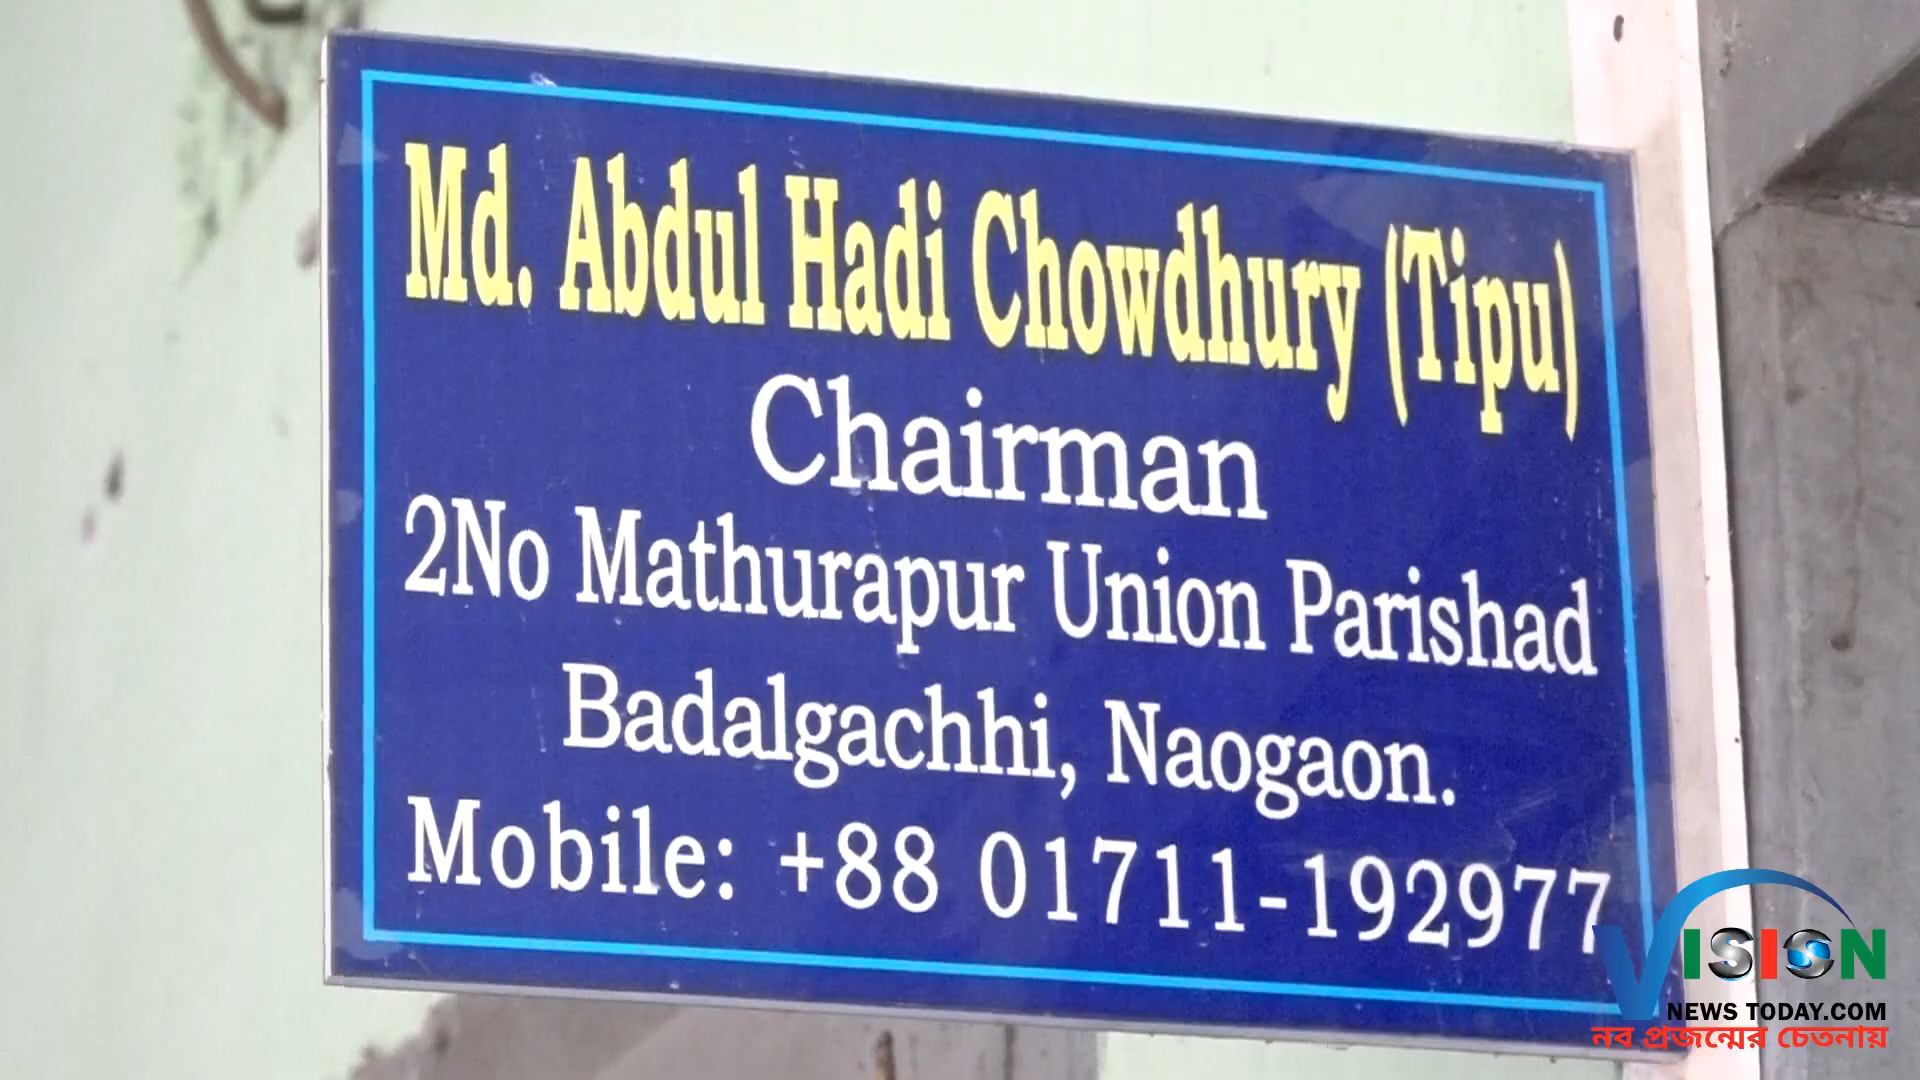 Md. Abdul Hadi Chowdhury (Tipu)
Chairman
2No Mathurapur Union Parishad
Badalgachhi, Naogaon.
Mobile: +88 01711-192977
VISION
NEWS TODAY.COM
নব প্রজন্মের চেতনায়